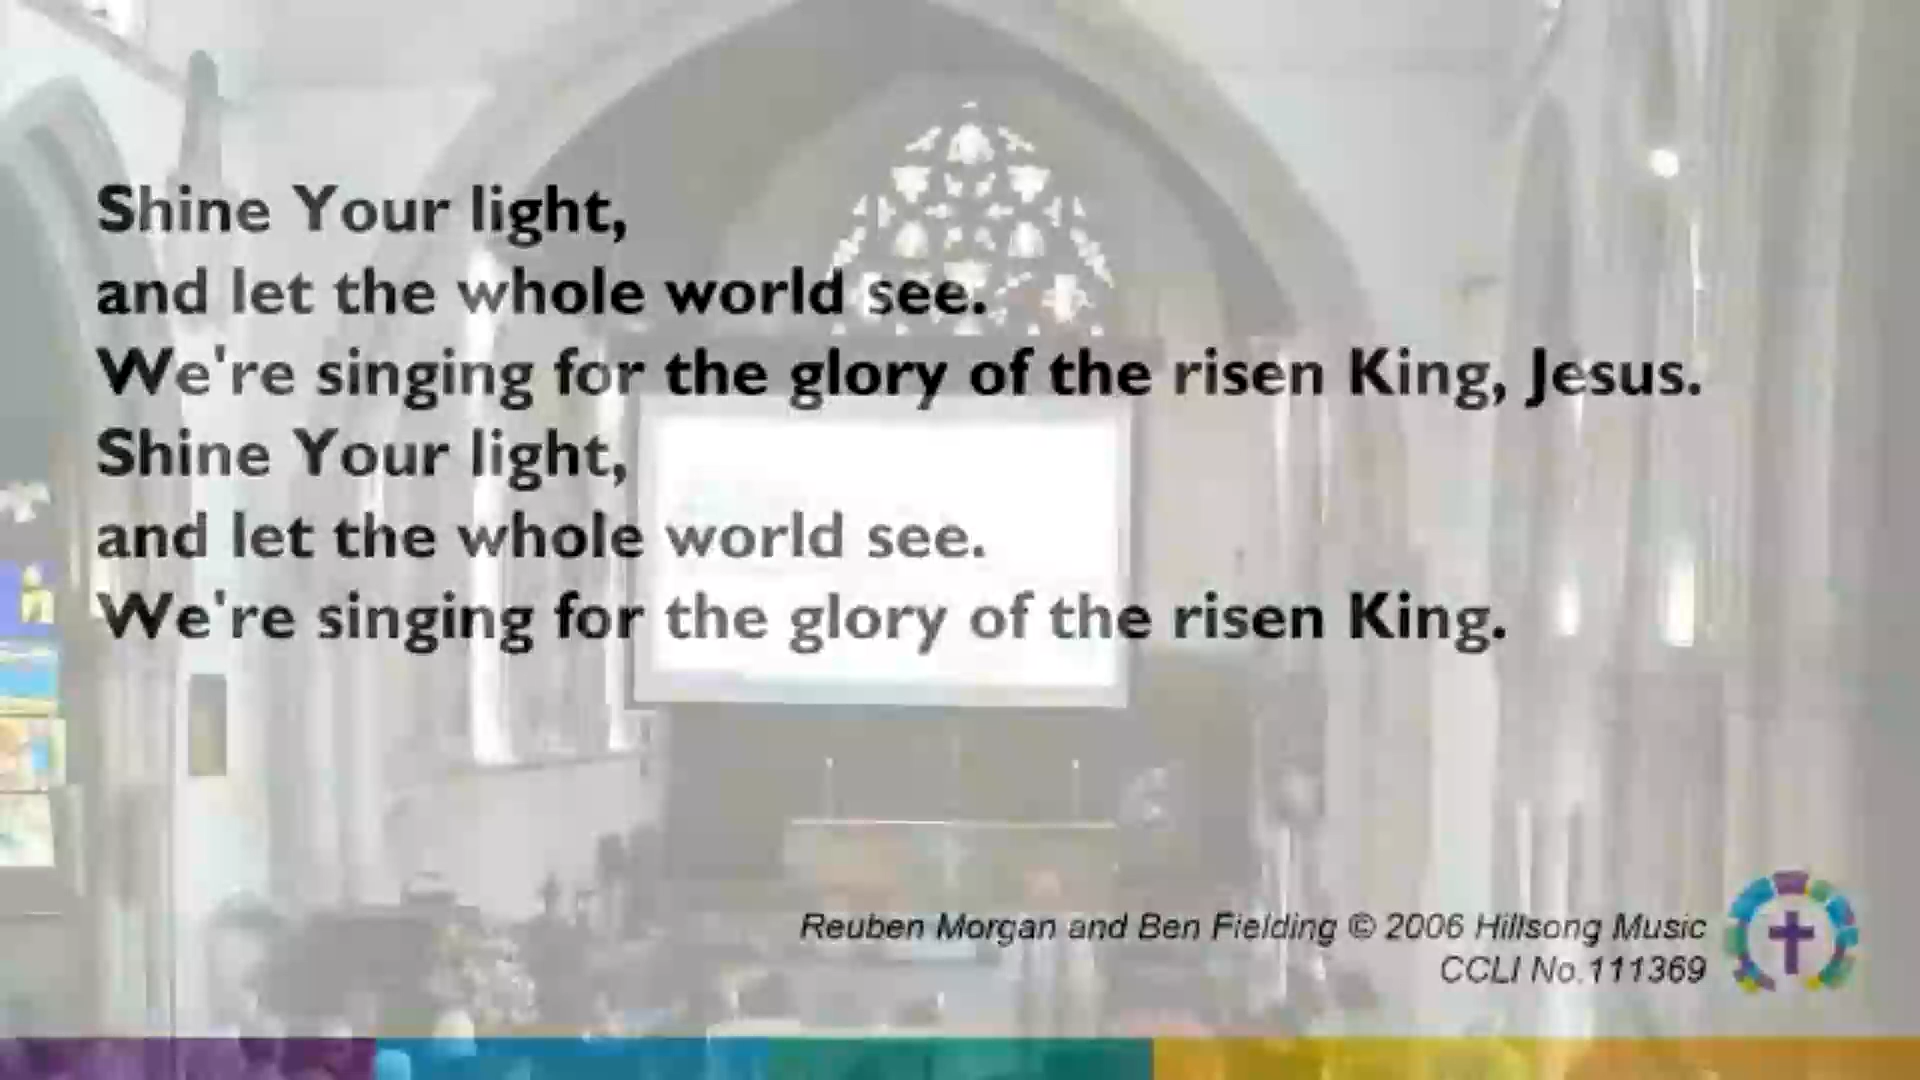 Shine Your light,
and let the whole world see.
We're singing for the glory of the risen King, Jesus.
Shine Your light,
and let the whole world see.
We're singing for the glory of the risen King.
Reuben Morgan and Ben Fielding © 2006 Hillsong Music
CCLI No.111369